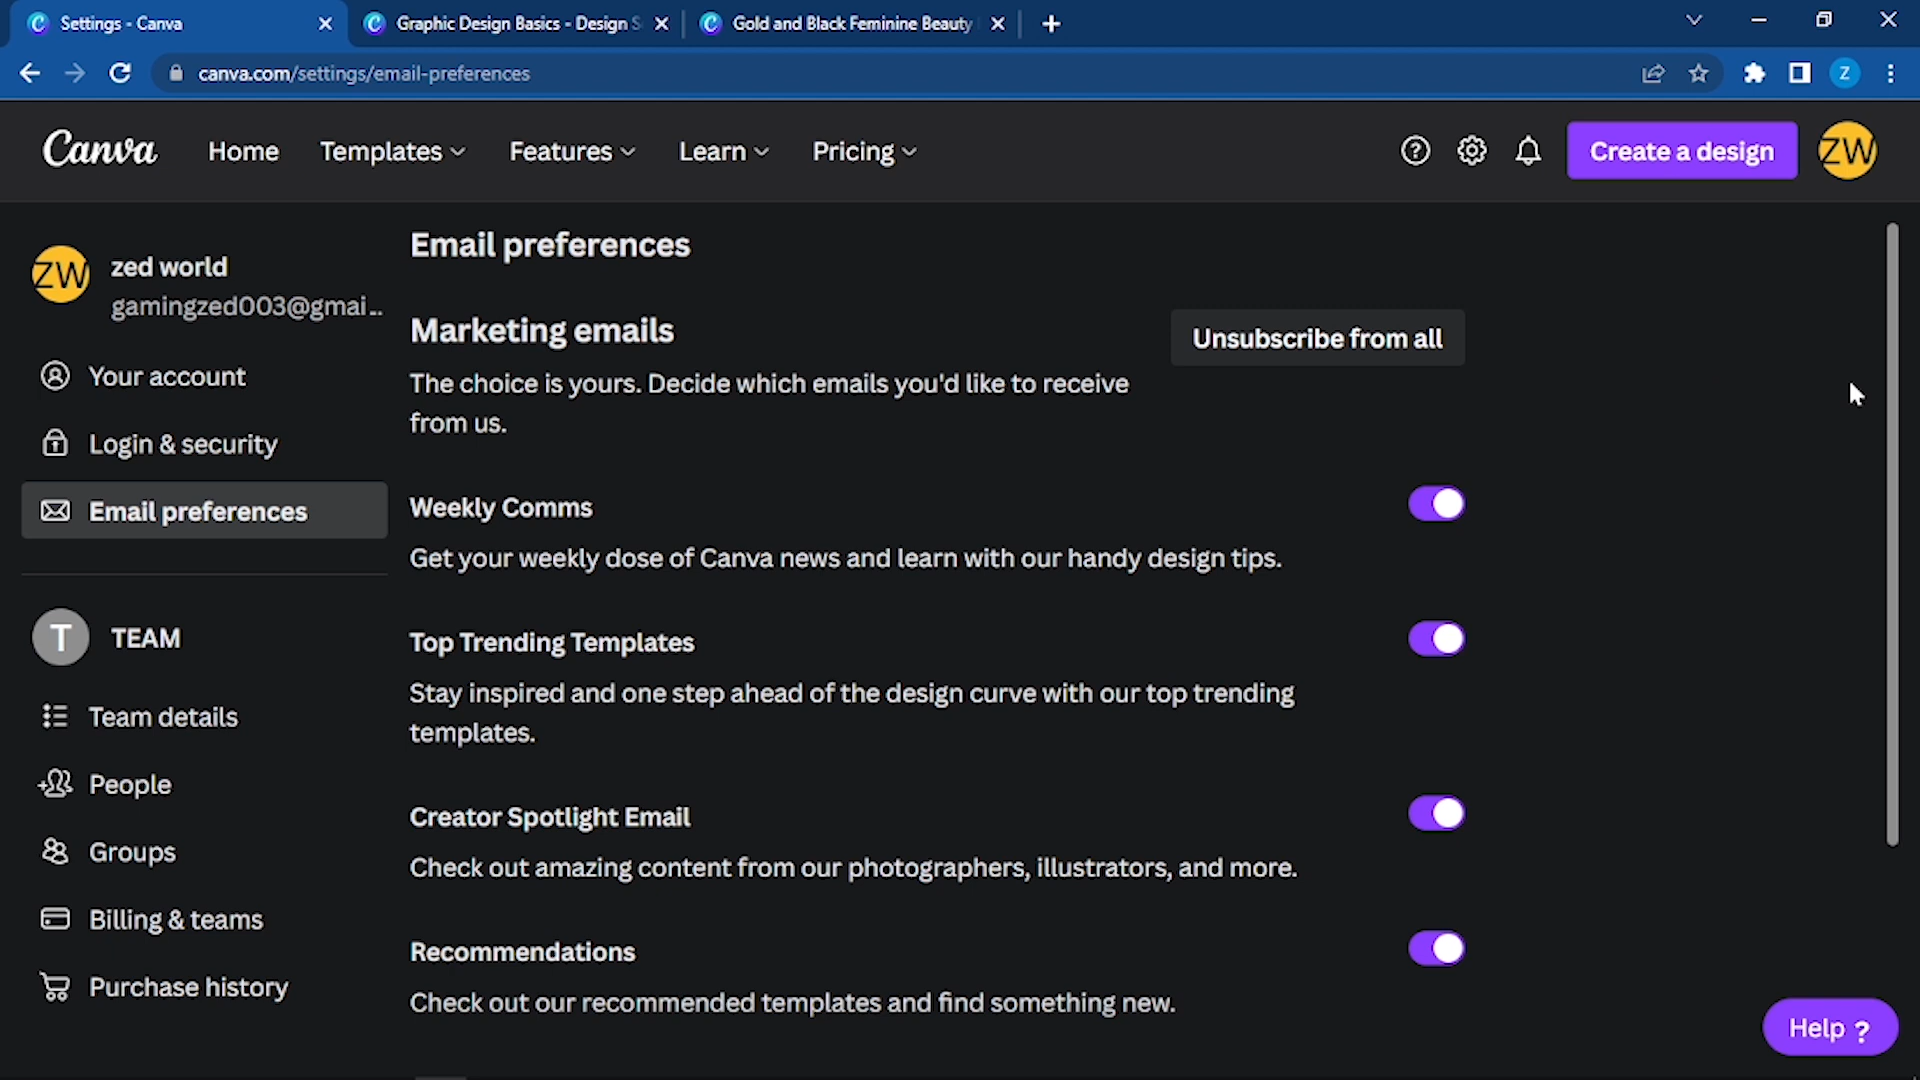 Settings - Canva
Graphic Design Basics - Design S
Gold and Black Feminine Beauty
canva.com/settings/email-preferences
Z
Canva
Home
Templates
Features
Learn
Pricing
Create a design
ZW
ZW
zed world
gamingzed003@gmai...
Your account
Login & security
Email preferences
T
TEAM
Team details
People
Groups
Billing & teams
Purchase history
Email preferences
Marketing emails
Unsubscribe from all
The choice is yours. Decide which emails you'd like to receive
from us.
Weekly Comms
Get your weekly dose of Canva news and learn with our handy design tips.
Top Trending Templates
Stay inspired and one step ahead of the design curve with our top trending
templates.
Creator Spotlight Email
Check out amazing content from our photographers, illustrators, and more.
Recommendations
Check out our recommended templates and find something new.
Help ?